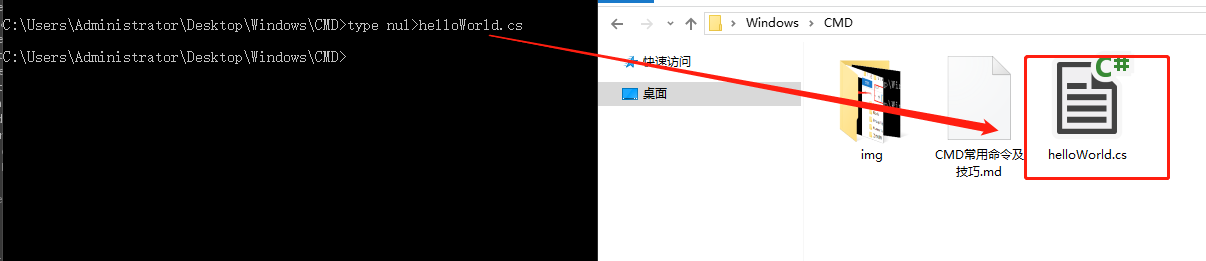 C:\Users\Administrator\Desktop\Windows\CMD>type nul>helloWorld.cs
C:\Users\Administrator\Desktop\Windows\CMD>
Windows > CMD
快速访问
桌面
img
CMD常用命令及
技巧.md
C#
helloWorld.cs